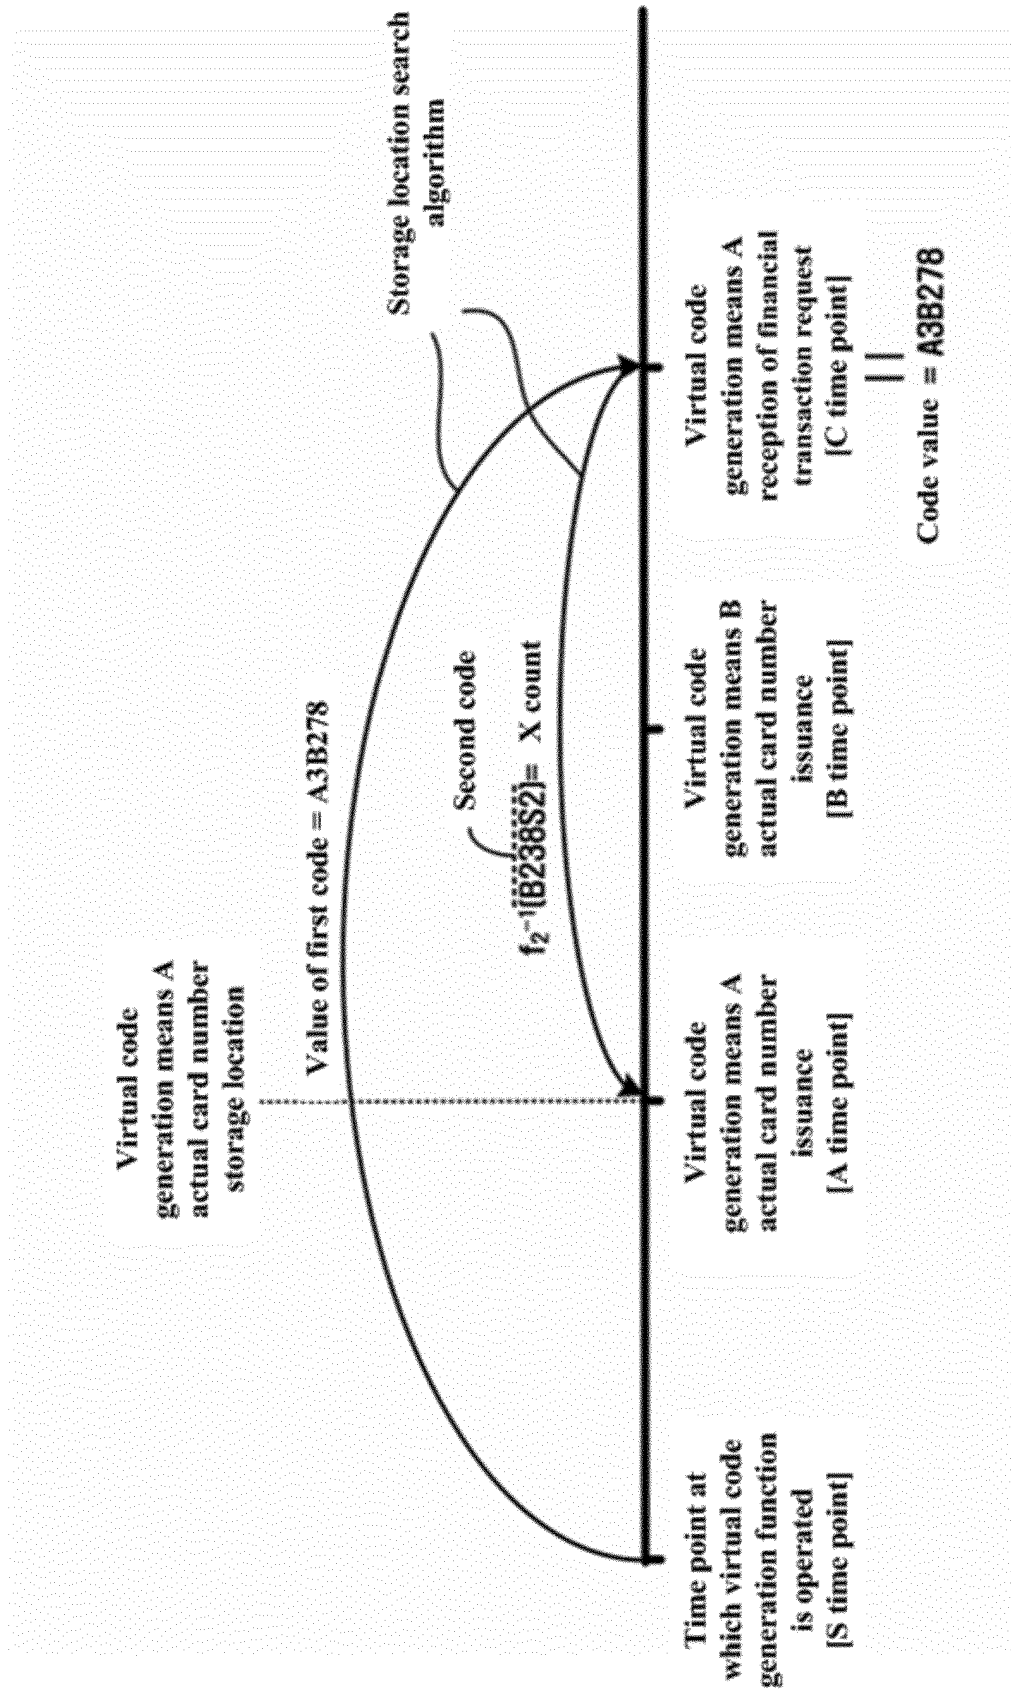 Virtual code
generation means A
actual card number
storage location
Storage location search
algorithm
Value of first code = A3B278
Second code
f₂⁻¹(B238S2)= X count
Time point at
which virtual code
generation function
is operated
[S time point]
Virtual code
generation means A
actual card number
issuance
[A time point]
Virtual code
generation means B
actual card number
issuance
[B time point]
Virtual code
generation means A
reception of financial
transaction request
[C time point]
Code value = A3B278